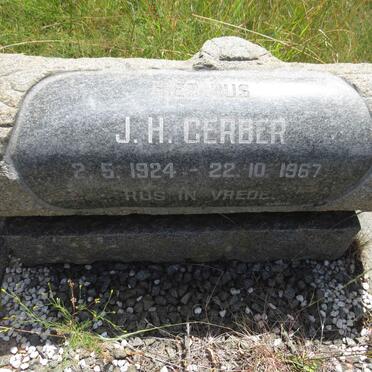 HIER RUS
J. H. GERBER
2. 5. 1924 - 22. 10. 1967
RUS IN VREDE